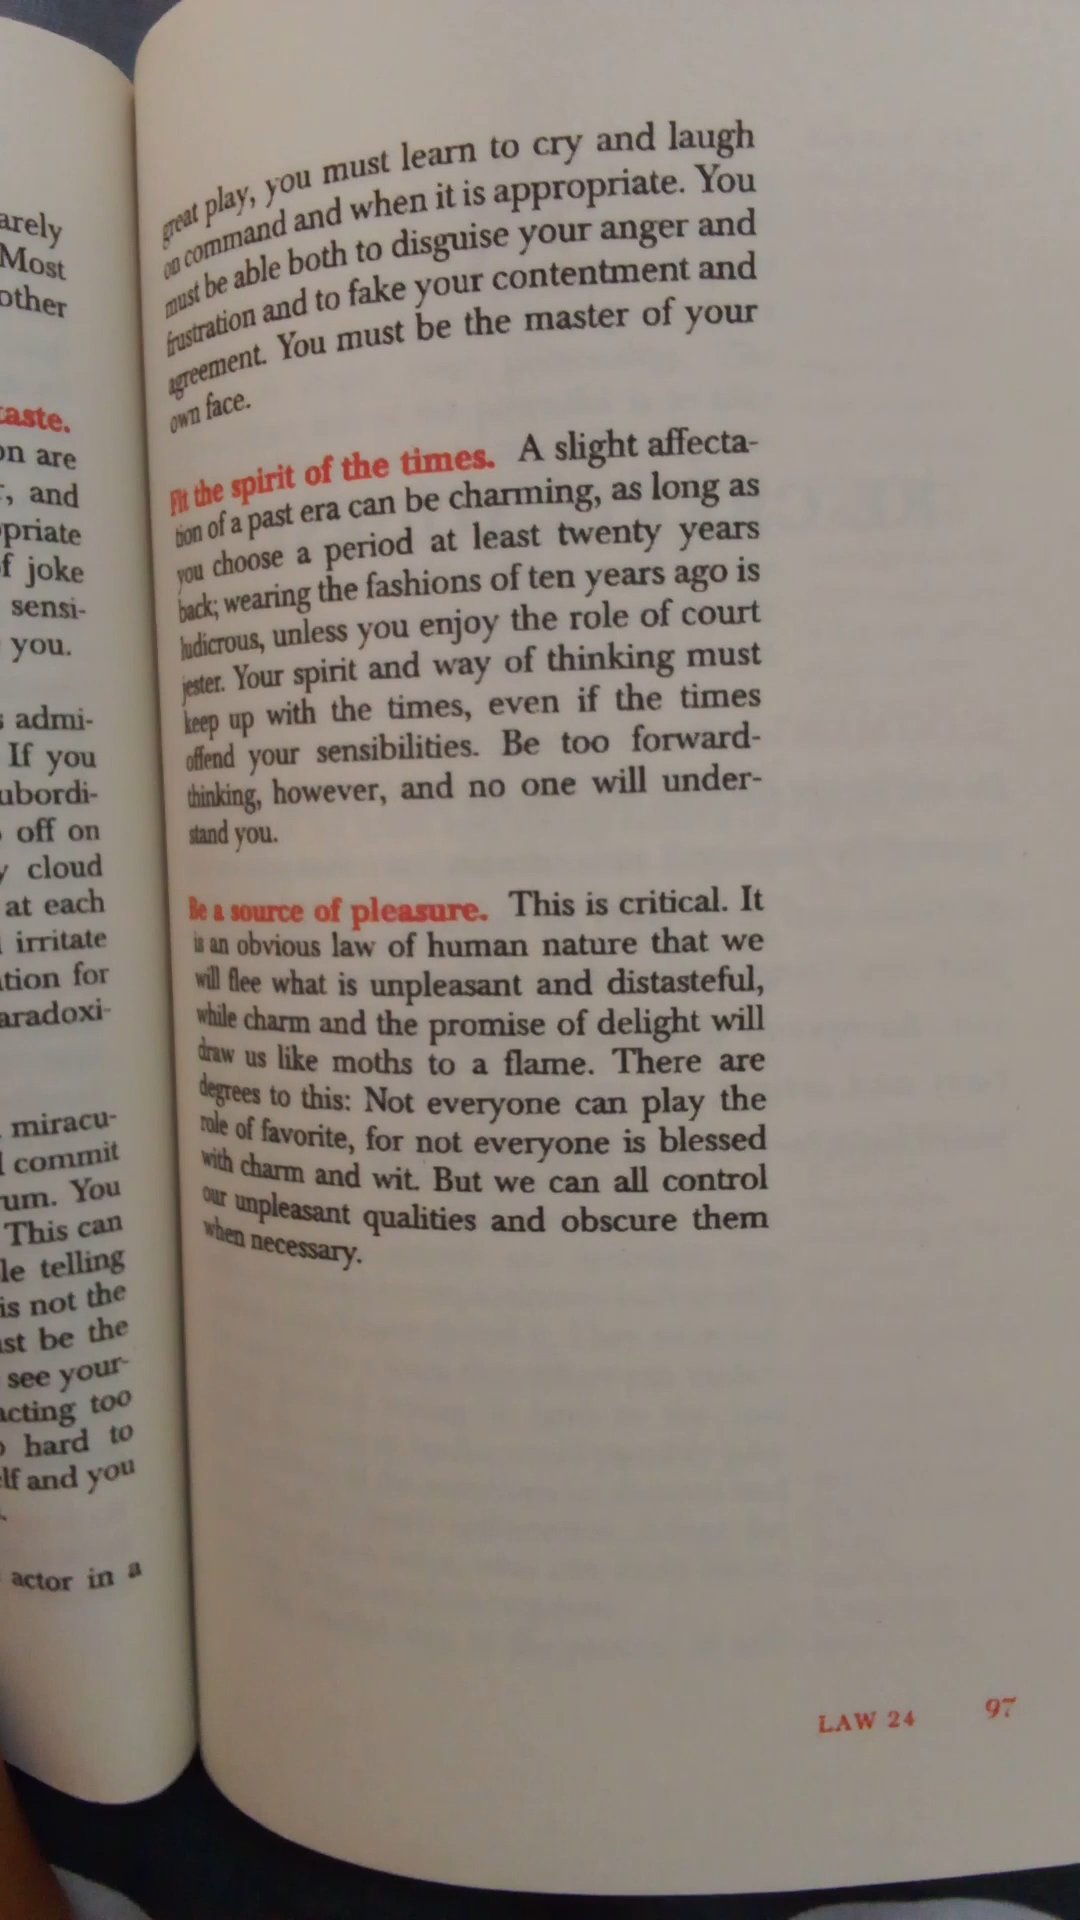 arely
Most
other
taste.
on are
, and
priate
f joke
sensi-
you.
admi-
If you
ubordi-
off on
cloud
at each
irritate
tion for
aradoxi-
miracu-
commit
um. You
This can
le telling
is not the
st be the
see your-
acting too
hard to
lf and you
actor in a
great play, you must learn to cry and laugh
on command and when it is appropriate. You
must be able both to disguise your anger and
frustration and to fake your contentment and
agreement. You must be the master of your
own face.
Fit the spirit of the times. A slight affecta-
tion of a past era can be charming, as long as
you choose a period at least twenty years
back; wearing the fashions of ten years ago is
ludicrous, unless you enjoy the role of court
jester. Your spirit and way of thinking must
keep up with the times, even if the times
offend your sensibilities. Be too forward-
thinking, however, and no one will under-
stand you.
Be a source of pleasure. This is critical. It
is an obvious law of human nature that we
will flee what is unpleasant and distasteful,
while charm and the promise of delight will
draw us like moths to a flame. There are
degrees to this: Not everyone can play the
role of favorite, for not everyone is blessed
with charm and wit. But we can all control
our unpleasant qualities and obscure them
when necessary.
LAW 24 97